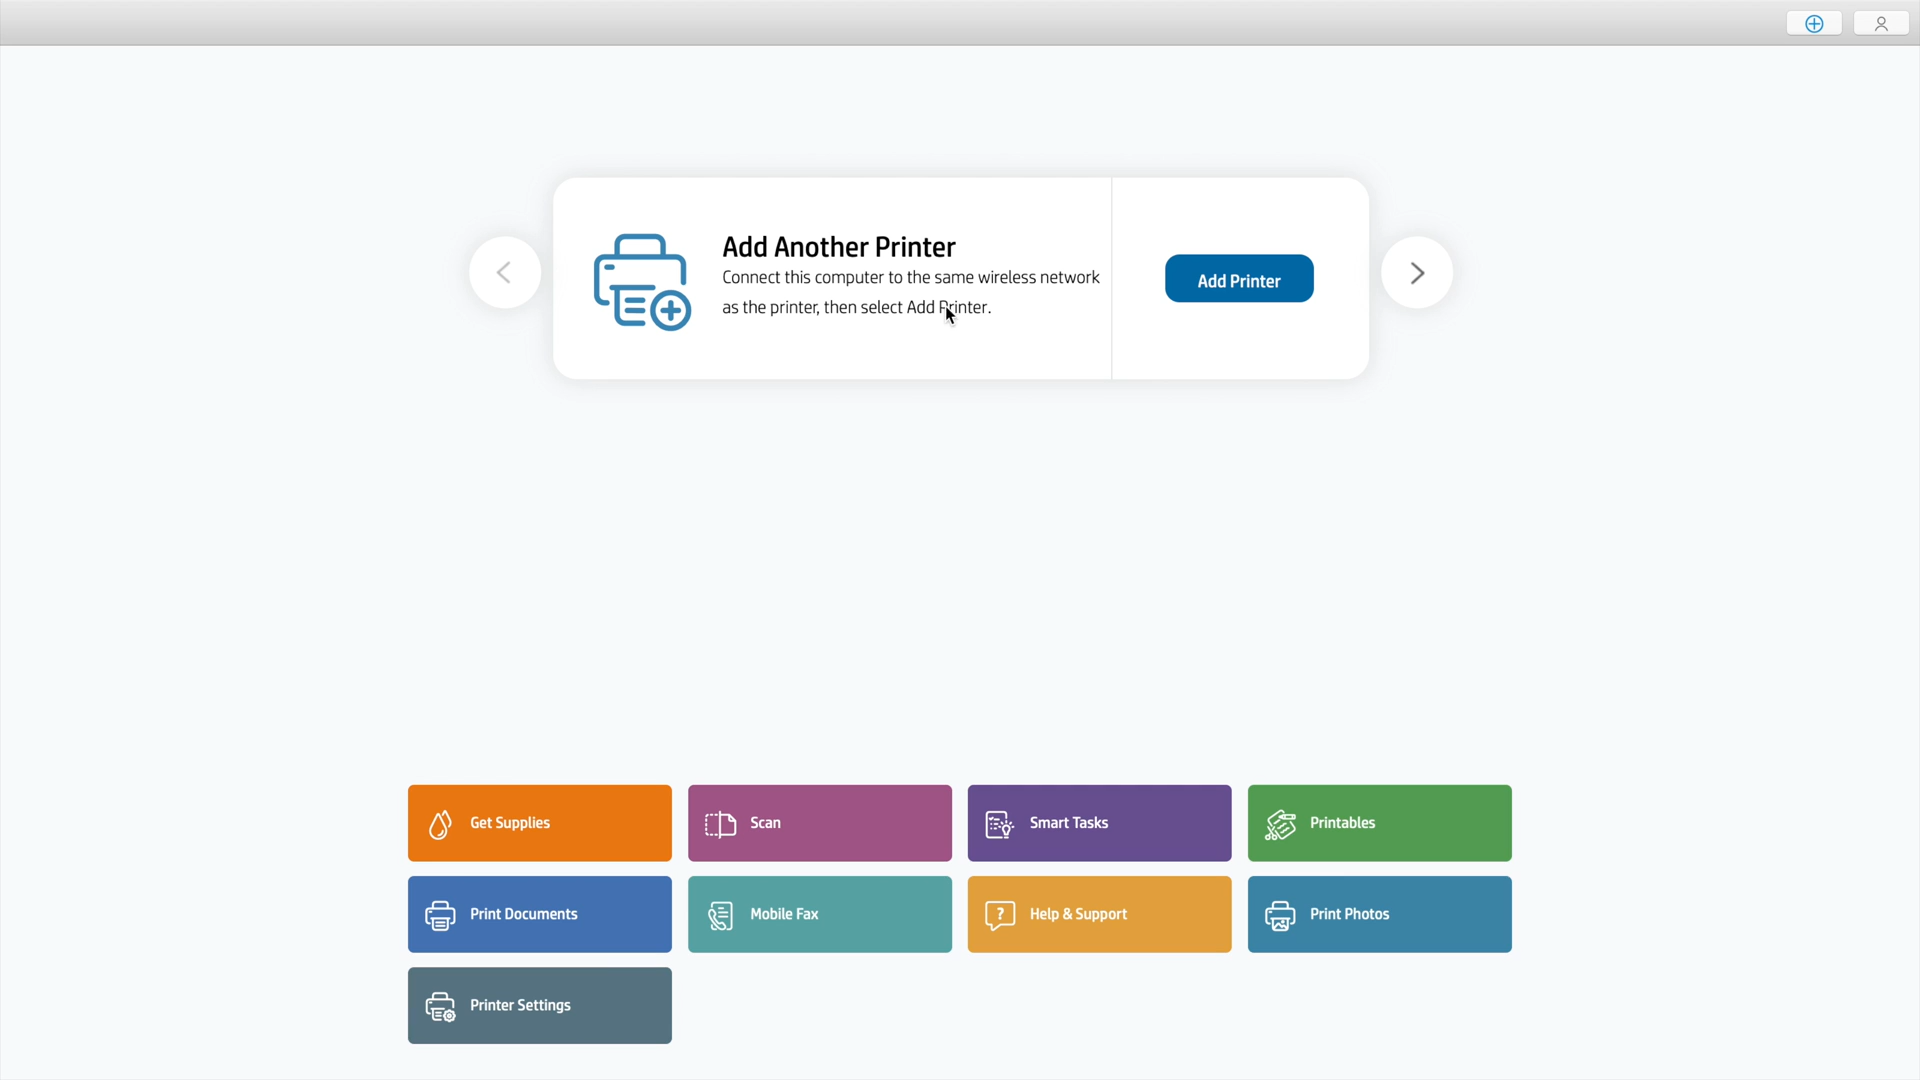 Add Another Printer
Connect this computer to the same wireless network
as the printer, then select Add Printer.
Add Printer
Get Supplies
Scan
Smart Tasks
Printables
Print Documents
Mobile Fax
Help & Support
Print Photos
Printer Settings